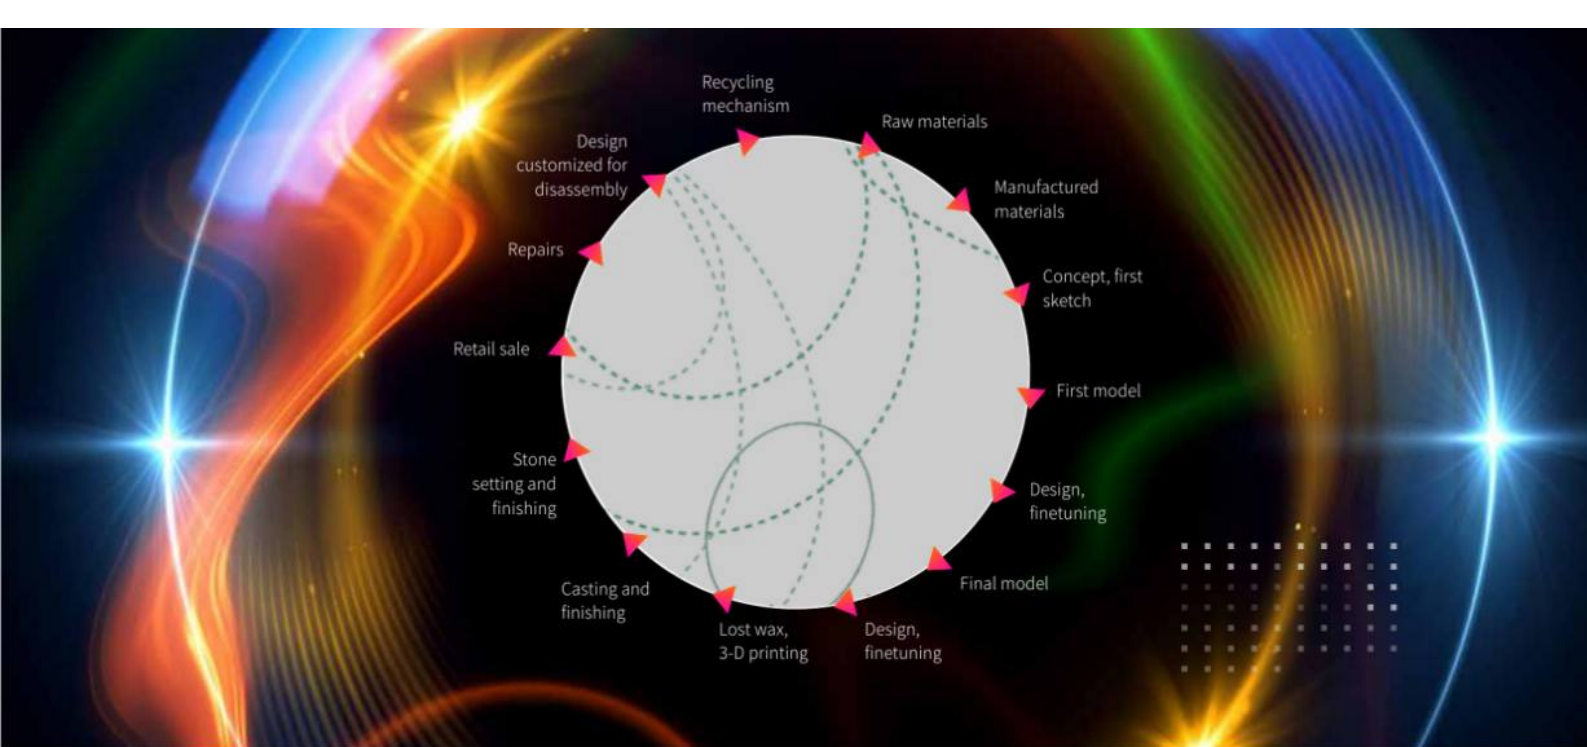 Recycling
mechanism
Raw materials
Manufactured
materials
Concept, first
sketch
First model
Design,
finetuning
Final model
Design,
finetuning
Lost wax,
3-D printing
Casting and
finishing
Stone
setting and
finishing
Retail sale
Repairs
Design
customized for
disassembly